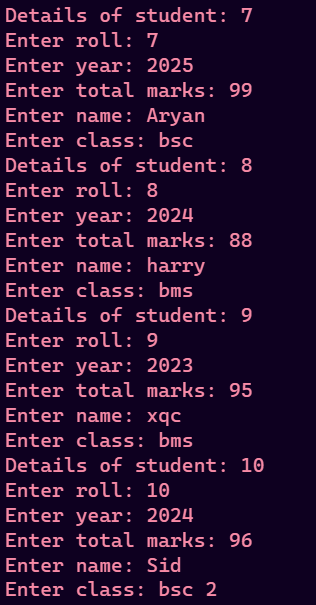 Details of student: 7
Enter roll: 7
Enter year: 2025
Enter total marks: 99
Enter name: Aryan
Enter class: bsc
Details of student: 8
Enter roll: 8
Enter year: 2024
Enter total marks: 88
Enter name: harry
Enter class: bms
Details of student: 9
Enter roll: 9
Enter year: 2023
Enter total marks: 95
Enter name: xqc
Enter class: bms
Details of student: 10
Enter roll: 10
Enter year: 2024
Enter total marks: 96
Enter name: Sid
Enter class: bsc 2